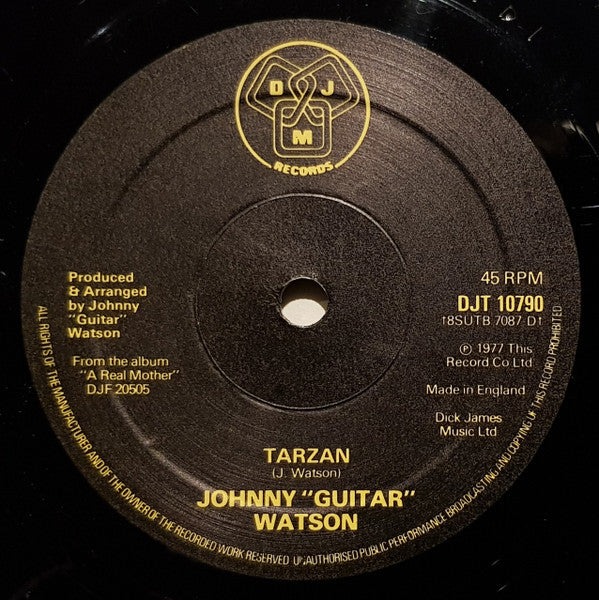 D J
M
RECORDS
Produced
& Arranged
by Johnny
"Guitar"
Watson
From the album
"A Real Mother"
DJF 20505
45 RPM
DJT 10790
†8SUTB 7087 D†
℗ 1977 This
Record Co Ltd
Made in England
Dick James
Music Ltd
TARZAN
(J. Watson)
JOHNNY "GUITAR"
WATSON
ALL RIGHTS OF THE MANUFACTURER AND OF THE OWNER OF THE RECORDED WORK RESERVED UNAUTHORISED PUBLIC PERFORMANCE BROADCASTING AND COPYING OF THIS RECORD PROHIBITED